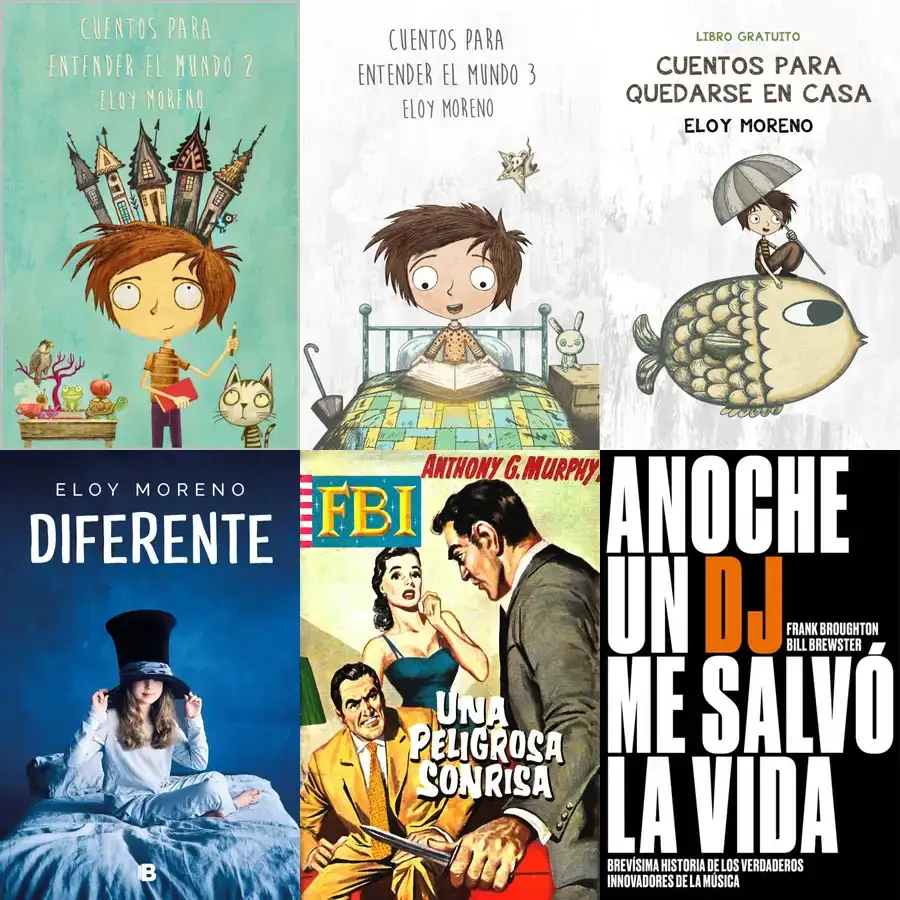 CUENTOS PARA
ENTENDER EL MUNDO 2
ELOY MORENO
CUENTOS PARA
ENTENDER EL MUNDO 3
ELOY MORENO
LIBRO GRATUITO
CUENTOS PARA
QUEDARSE EN CASA
ELOY MORENO
ELOY MORENO
DIFERENTE
B
ANTHONY G. MURPHY
FBI
UNA
PELIGROSA
SONRISA
ANOCHE
UN DJ
FRANK BROUGHTON
BILL BREWSTER
ME SALVÓ
LA VIDA
BREVÍSIMA HISTORIA DE LOS VERDADEROS
INNOVADORES DE LA MÚSICA